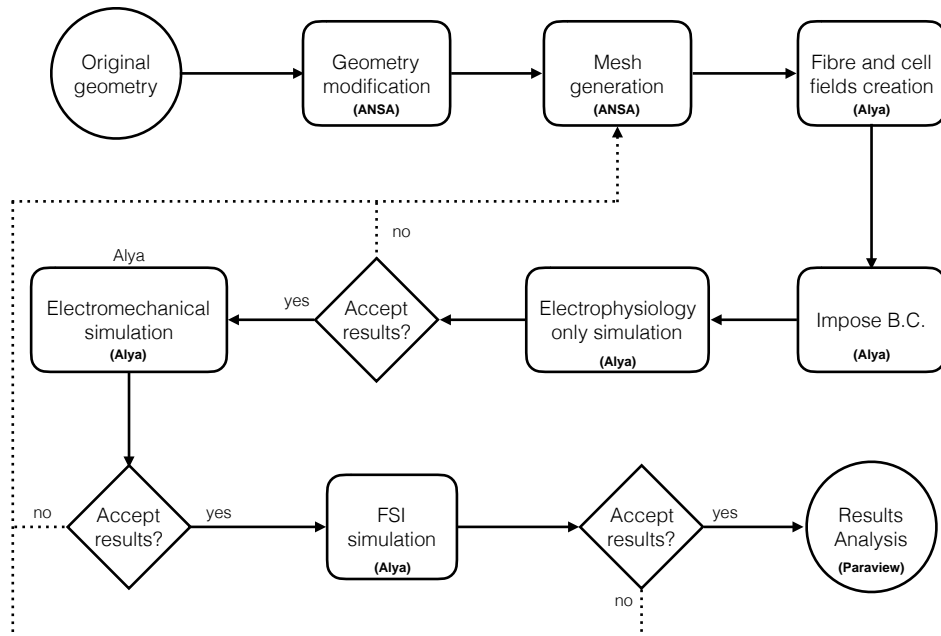 Original
geometry
Geometry
modification
(ANSA)
Mesh
generation
(ANSA)
Fibre and cell
fields creation
(Alya)
no
Alya
Electromechanical
simulation
(Alya)
yes
Accept
results?
Electrophysiology
only simulation
(Alya)
Impose B.C.
(Alya)
no
Accept
results?
yes
FSI
simulation
(Alya)
Accept
results?
yes
no
Results
Analysis
(Paraview)